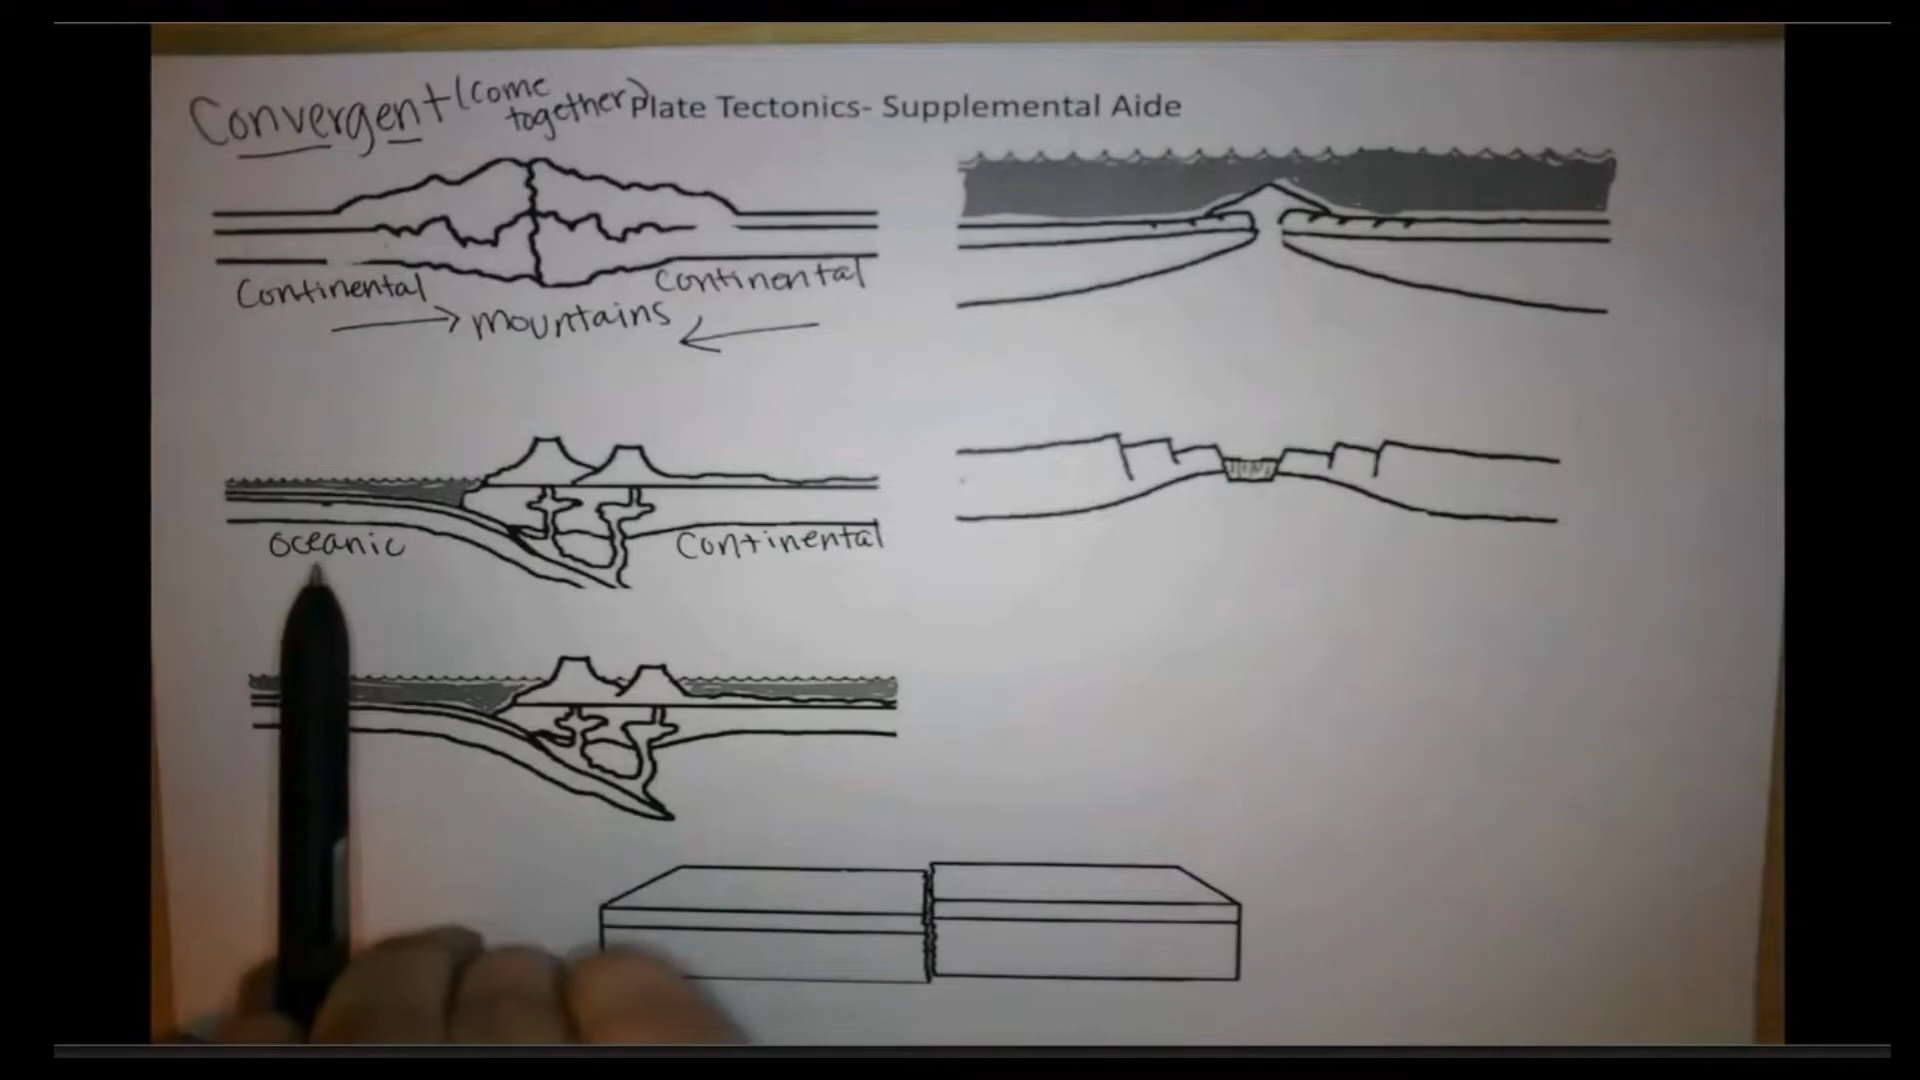 Convergent (come together)
Plate Tectonics- Supplemental Aide
Continental
Continental
mountains
oceanic
Continental